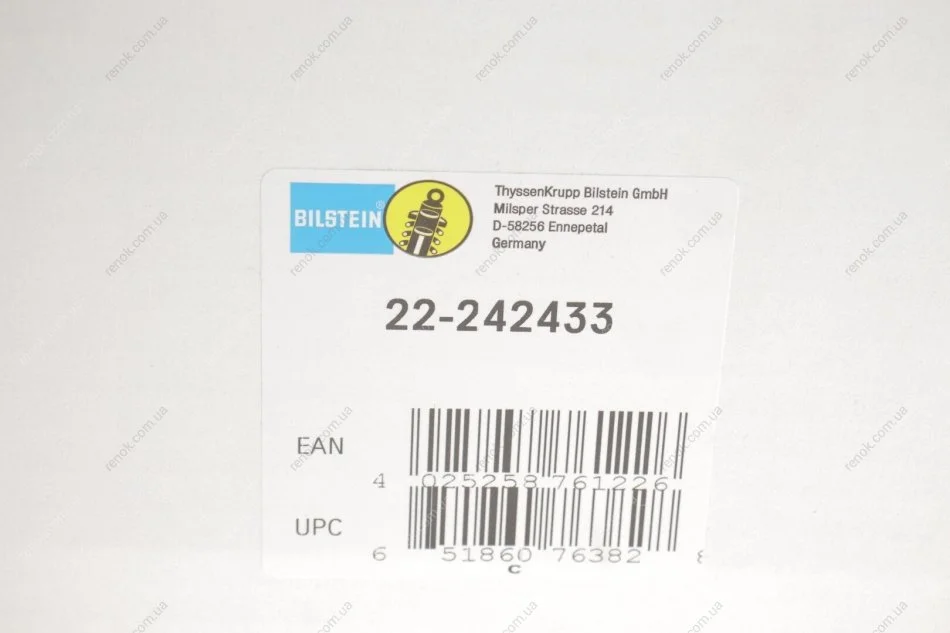 BILSTEIN®
ThyssenKrupp Bilstein GmbH
Milsper Strasse 214
D-58256 Ennepetal
Germany
22-242433
EAN
4 025258 761226
UPC
6 51860 76382 8
C
renok.com.ua